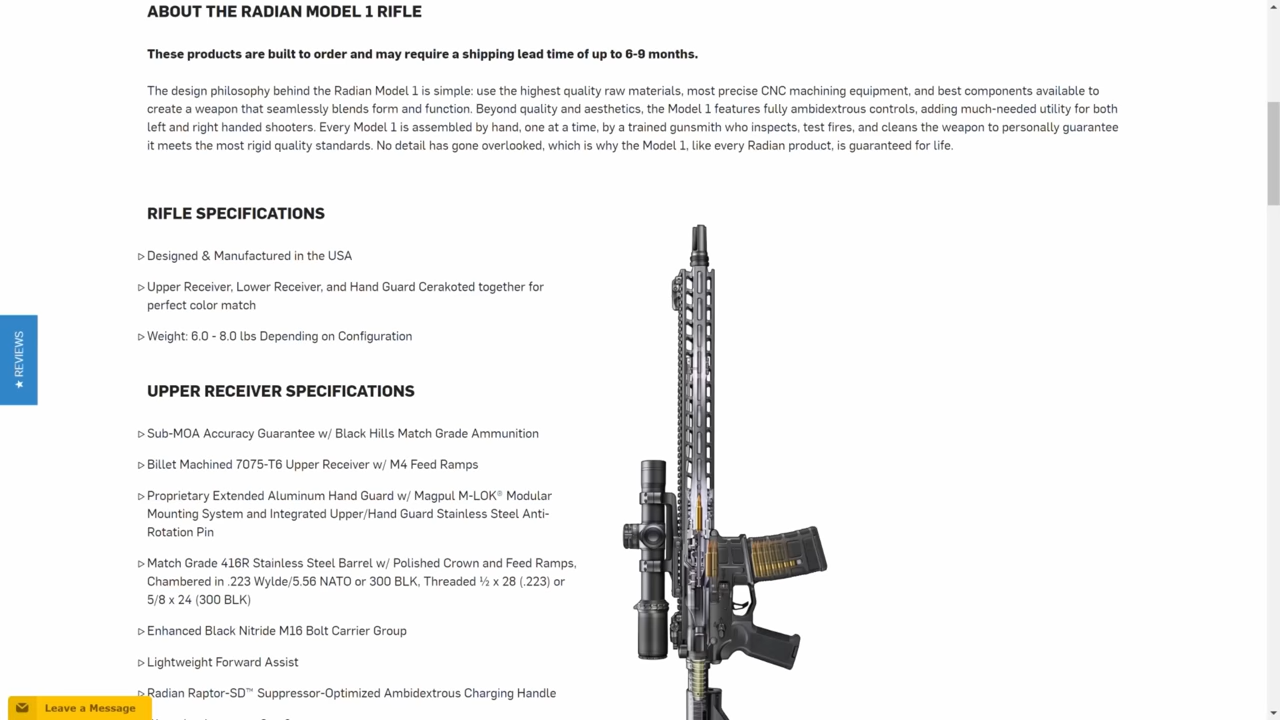 ABOUT THE RADIAN MODEL 1 RIFLE
These products are built to order and may require a shipping lead time of up to 6-9 months.
The design philosophy behind the Radian Model 1 is simple: use the highest quality raw materials, most precise CNC machining equipment, and best components available to
create a weapon that seamlessly blends form and function. Beyond quality and aesthetics, the Model 1 features fully ambidextrous controls, adding much-needed utility for both
left and right handed shooters. Every Model 1 is assembled by hand, one at a time, by a trained gunsmith who inspects, test fires, and cleans the weapon to personally guarantee
it meets the most rigid quality standards. No detail has gone overlooked, which is why the Model 1, like every Radian product, is guaranteed for life.
RIFLE SPECIFICATIONS
▷ Designed & Manufactured in the USA
▷ Upper Receiver, Lower Receiver, and Hand Guard Cerakoted together for
perfect color match
▷ Weight: 6.0 - 8.0 lbs Depending on Configuration
★ REVIEWS
UPPER RECEIVER SPECIFICATIONS
▷ Sub-MOA Accuracy Guarantee w/ Black Hills Match Grade Ammunition
▷ Billet Machined 7075-T6 Upper Receiver w/ M4 Feed Ramps
▷ Proprietary Extended Aluminum Hand Guard w/ Magpul M-LOK® Modular
Mounting System and Integrated Upper/Hand Guard Stainless Steel Anti-
Rotation Pin
▷ Match Grade 416R Stainless Steel Barrel w/ Polished Crown and Feed Ramps,
Chambered in .223 Wylde/5.56 NATO or 300 BLK, Threaded ½ x 28 (.223) or
5/8 x 24 (300 BLK)
▷ Enhanced Black Nitride M16 Bolt Carrier Group
▷ Lightweight Forward Assist
▷ Radian Raptor-SD™ Suppressor-Optimized Ambidextrous Charging Handle
Leave a Message